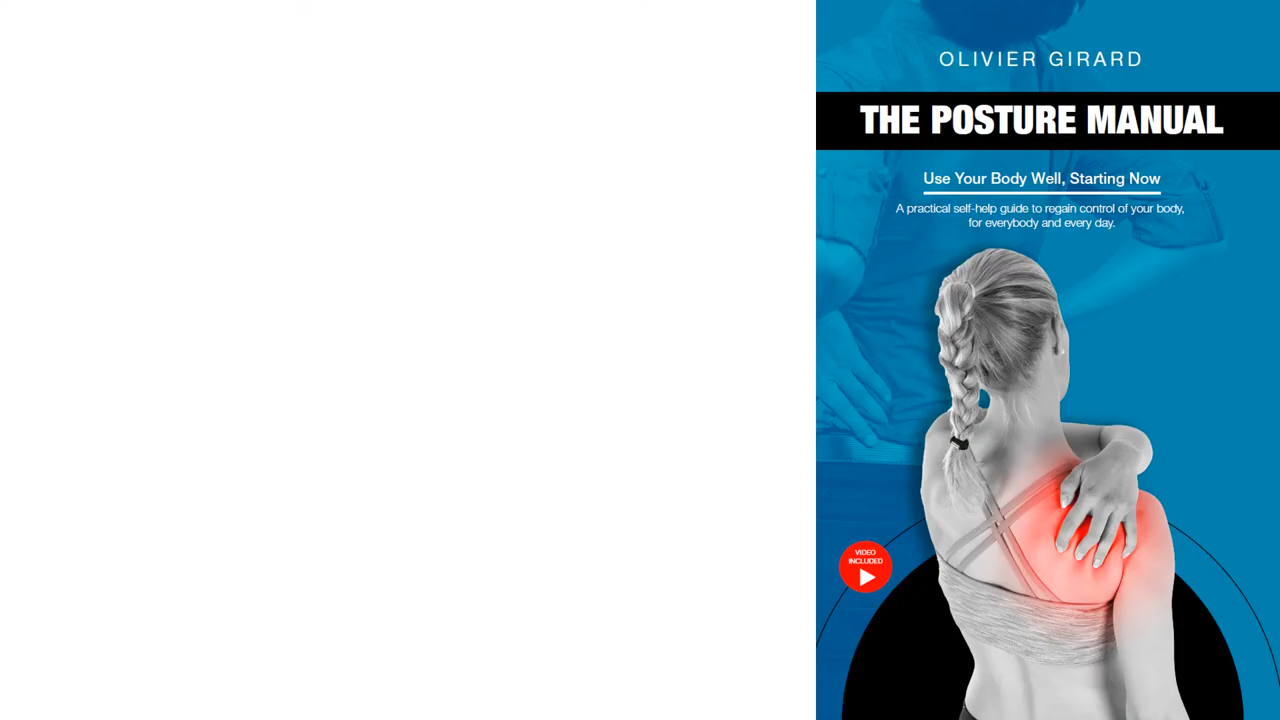 OLIVIER GIRARD
THE POSTURE MANUAL
Use Your Body Well, Starting Now
A practical self-help guide to regain control of your body,
for everybody and every day.
VIDEO
INCLUDED